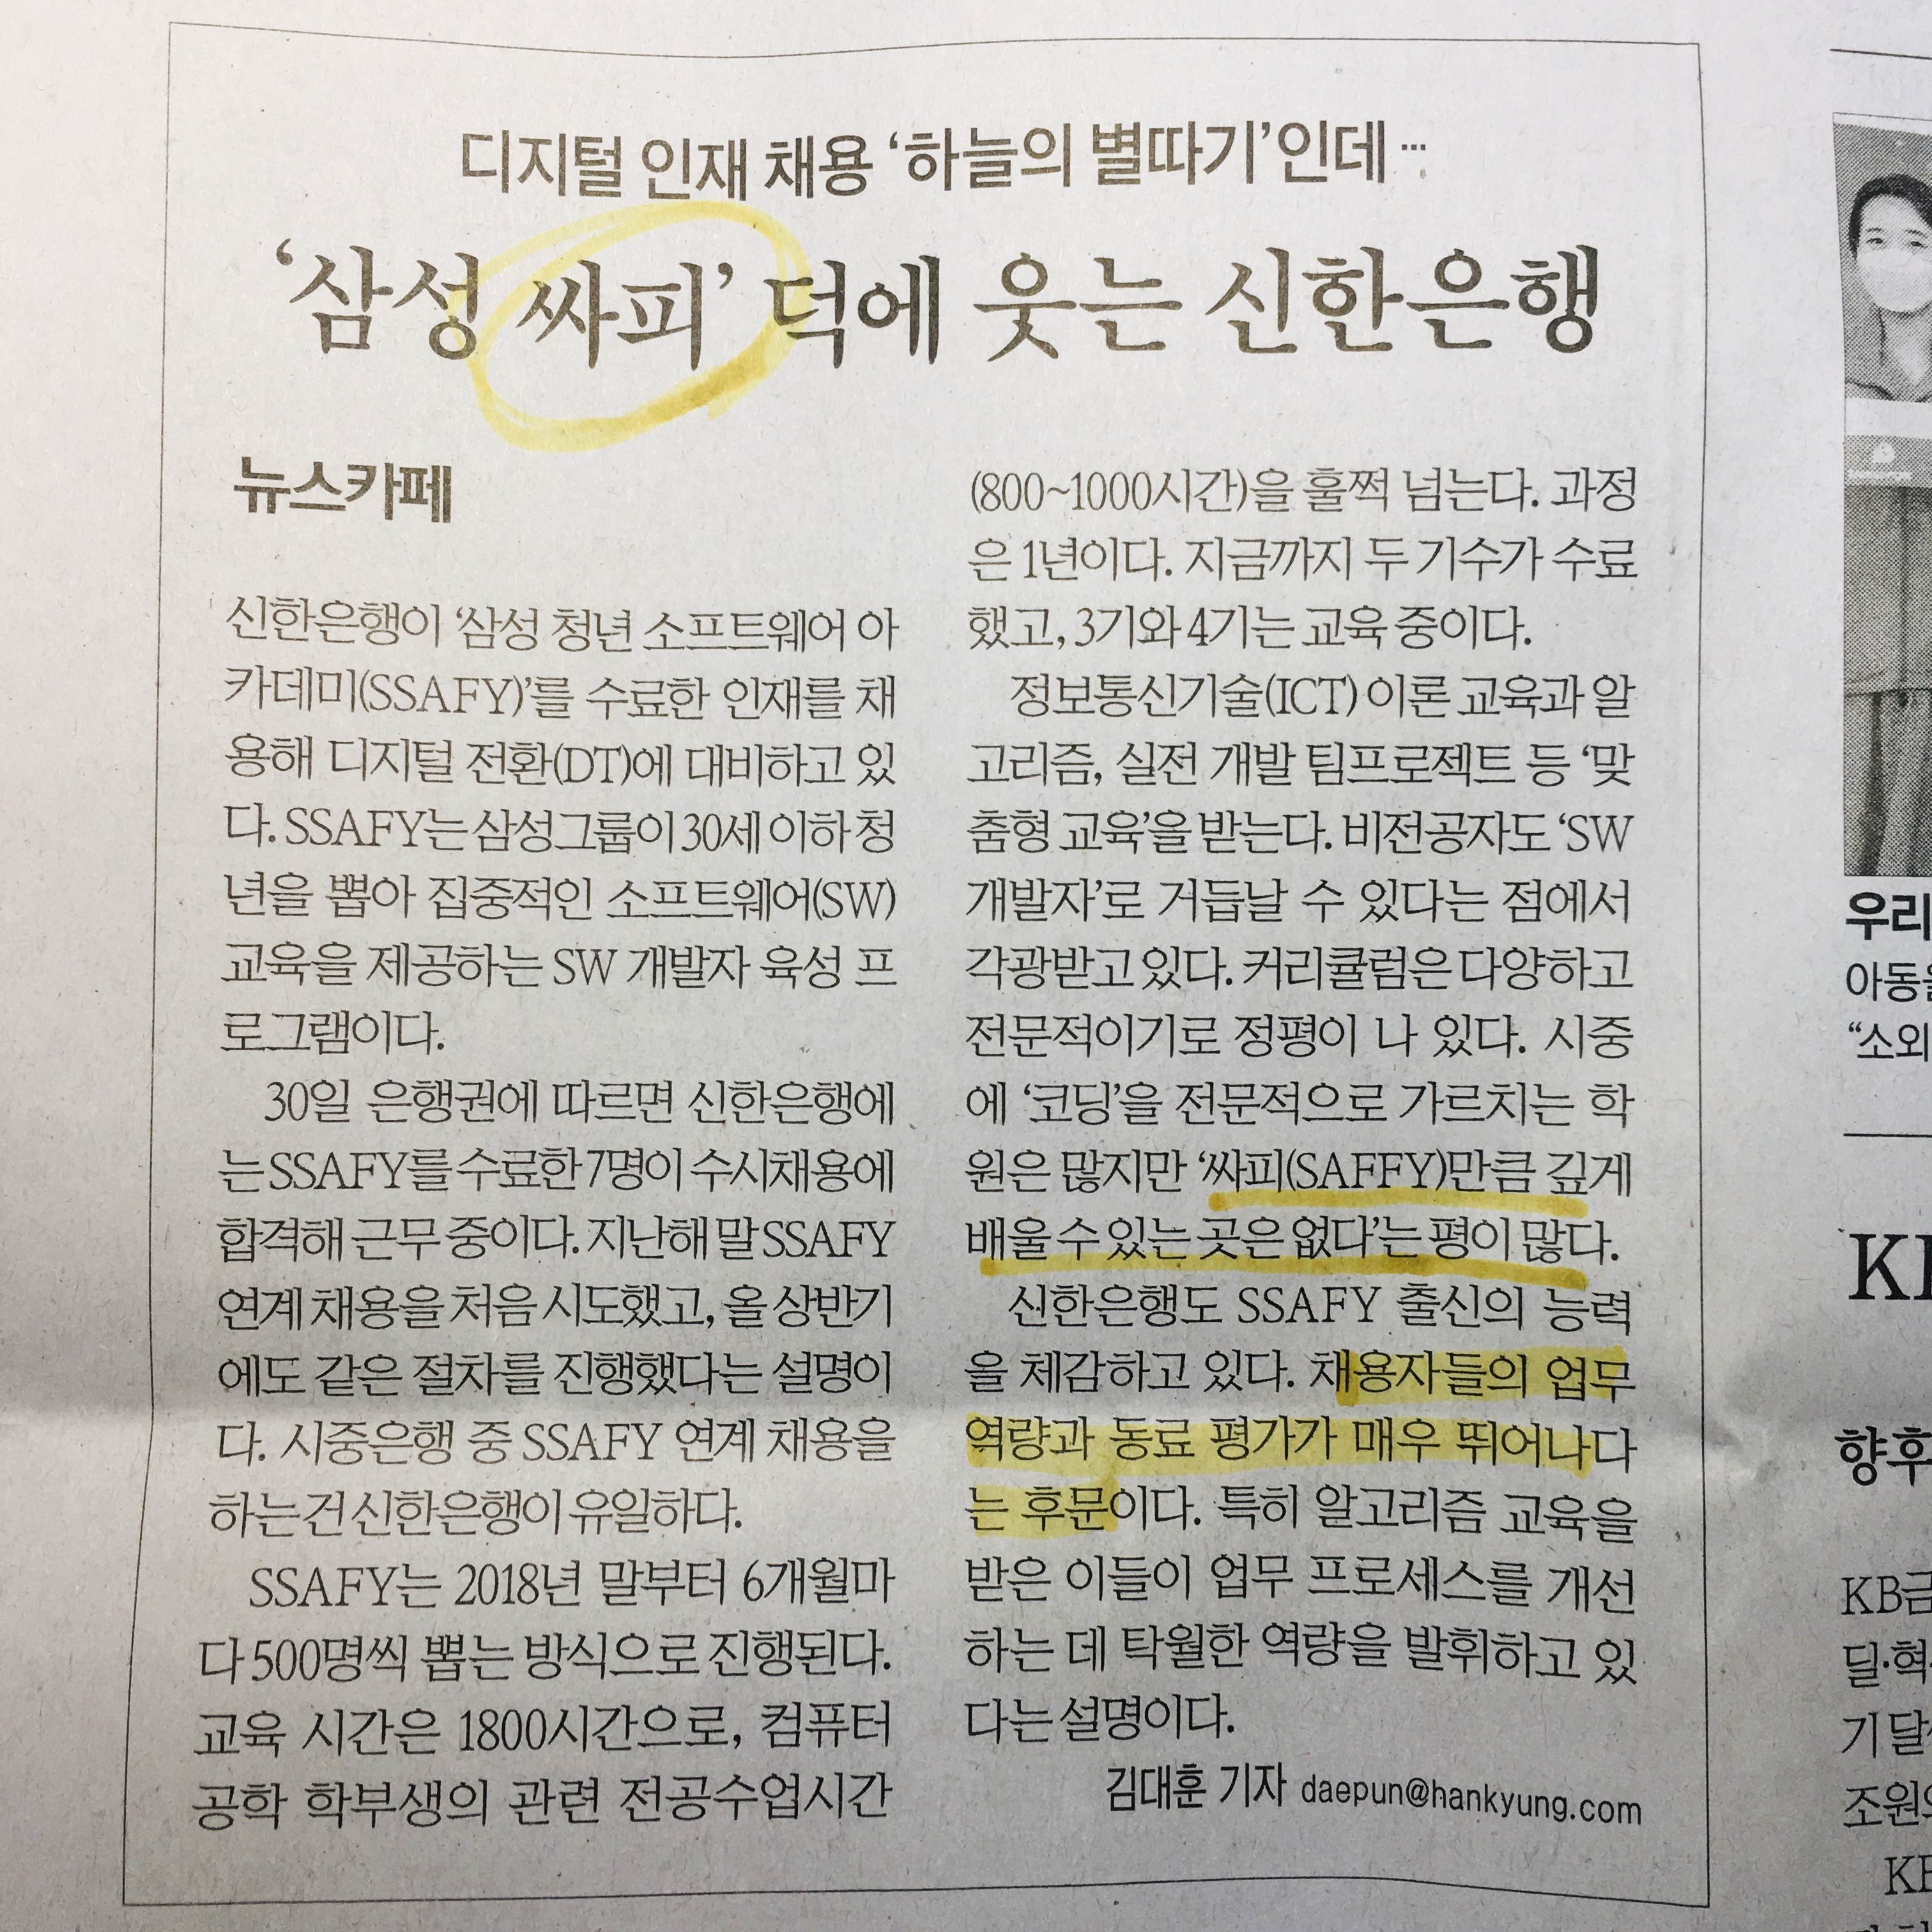 디지털 인재 채용 ‘하늘의 별따기’인데…
‘삼성 싸피’ 덕에 웃는 신한은행
뉴스카페
신한은행이 ‘삼성 청년 소프트웨어 아
카데미(SSAFY)’를 수료한 인재를 채
용해 디지털 전환(DT)에 대비하고 있
다. SSAFY는 삼성그룹이 30세 이하 청
년을 뽑아 집중적인 소프트웨어(SW)
교육을 제공하는 SW 개발자 육성 프
로그램이다.
30일 은행권에 따르면 신한은행에
는 SSAFY를 수료한 7명이 수시채용에
합격해 근무 중이다. 지난해 말 SSAFY
연계 채용을 처음 시도했고, 올 상반기
에도 같은 절차를 진행했다는 설명이
다. 시중은행 중 SSAFY 연계 채용을
하는 건 신한은행이 유일하다.
SSAFY는 2018년 말부터 6개월마
다 500명씩 뽑는 방식으로 진행된다.
교육 시간은 1800시간으로, 컴퓨터
공학 학부생의 관련 전공수업시간
(800~1000시간)을 훌쩍 넘는다. 과정
은 1년이다. 지금까지 두 기수가 수료
했고, 3기와 4기는 교육 중이다.
정보통신기술(ICT) 이론 교육과 알
고리즘, 실전 개발 팀프로젝트 등 ‘맞
춤형 교육’을 받는다. 비전공자도 ‘SW
개발자’로 거듭날 수 있다는 점에서
각광받고 있다. 커리큘럼은 다양하고
전문적이기로 정평이 나 있다. 시중
에 ‘코딩’을 전문적으로 가르치는 학
원은 많지만 ‘싸피(SAFFY)만큼 깊게
배울 수 있는 곳은 없다’는 평이 많다.
신한은행도 SSAFY 출신의 능력
을 체감하고 있다. 채용자들의 업무
역량과 동료 평가가 매우 뛰어나다
는 후문이다. 특히 알고리즘 교육을
받은 이들이 업무 프로세스를 개선
하는 데 탁월한 역량을 발휘하고 있
다는 설명이다.
김대훈 기자 daepun@hankyung.com
우리
“소외
향후
조원